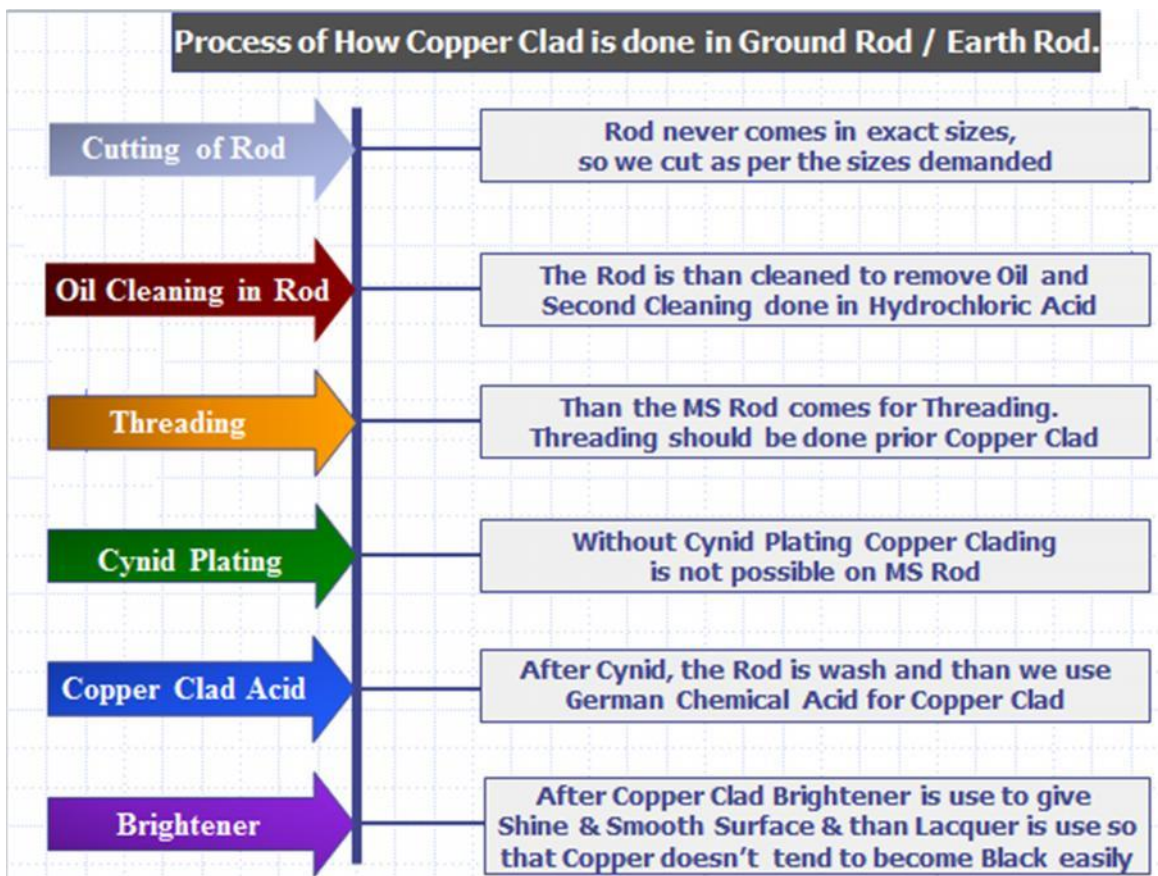 Process of How Copper Clad is done in Ground Rod / Earth Rod.
Cutting of Rod
Rod never comes in exact sizes,
so we cut as per the sizes demanded
Oil Cleaning in Rod
The Rod is than cleaned to remove Oil and
Second Cleaning done in Hydrochloric Acid
Threading
Than the MS Rod comes for Threading.
Threading should be done prior Copper Clad
Cynid Plating
Without Cynid Plating Copper Clading
is not possible on MS Rod
Copper Clad Acid
After Cynid, the Rod is wash and than we use
German Chemical Acid for Copper Clad
Brightener
After Copper Clad Brightener is use to give
Shine & Smooth Surface & than Lacquer is use so
that Copper doesn't tend to become Black easily